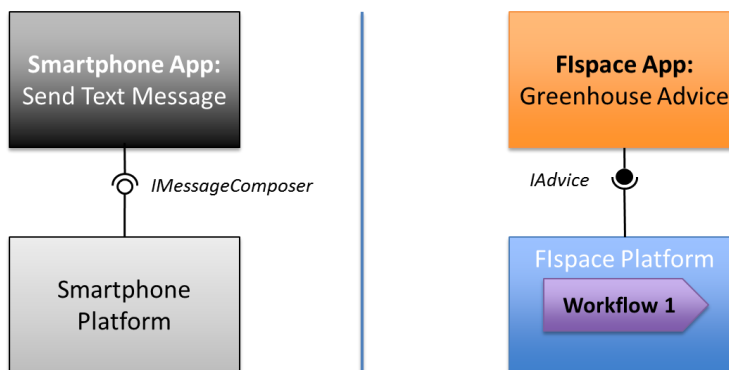 Smartphone App:
Send Text Message
IMessageComposer
Smartphone
Platform
FIspace App:
Greenhouse Advice
IAdvice
FIspace Platform
Workflow 1